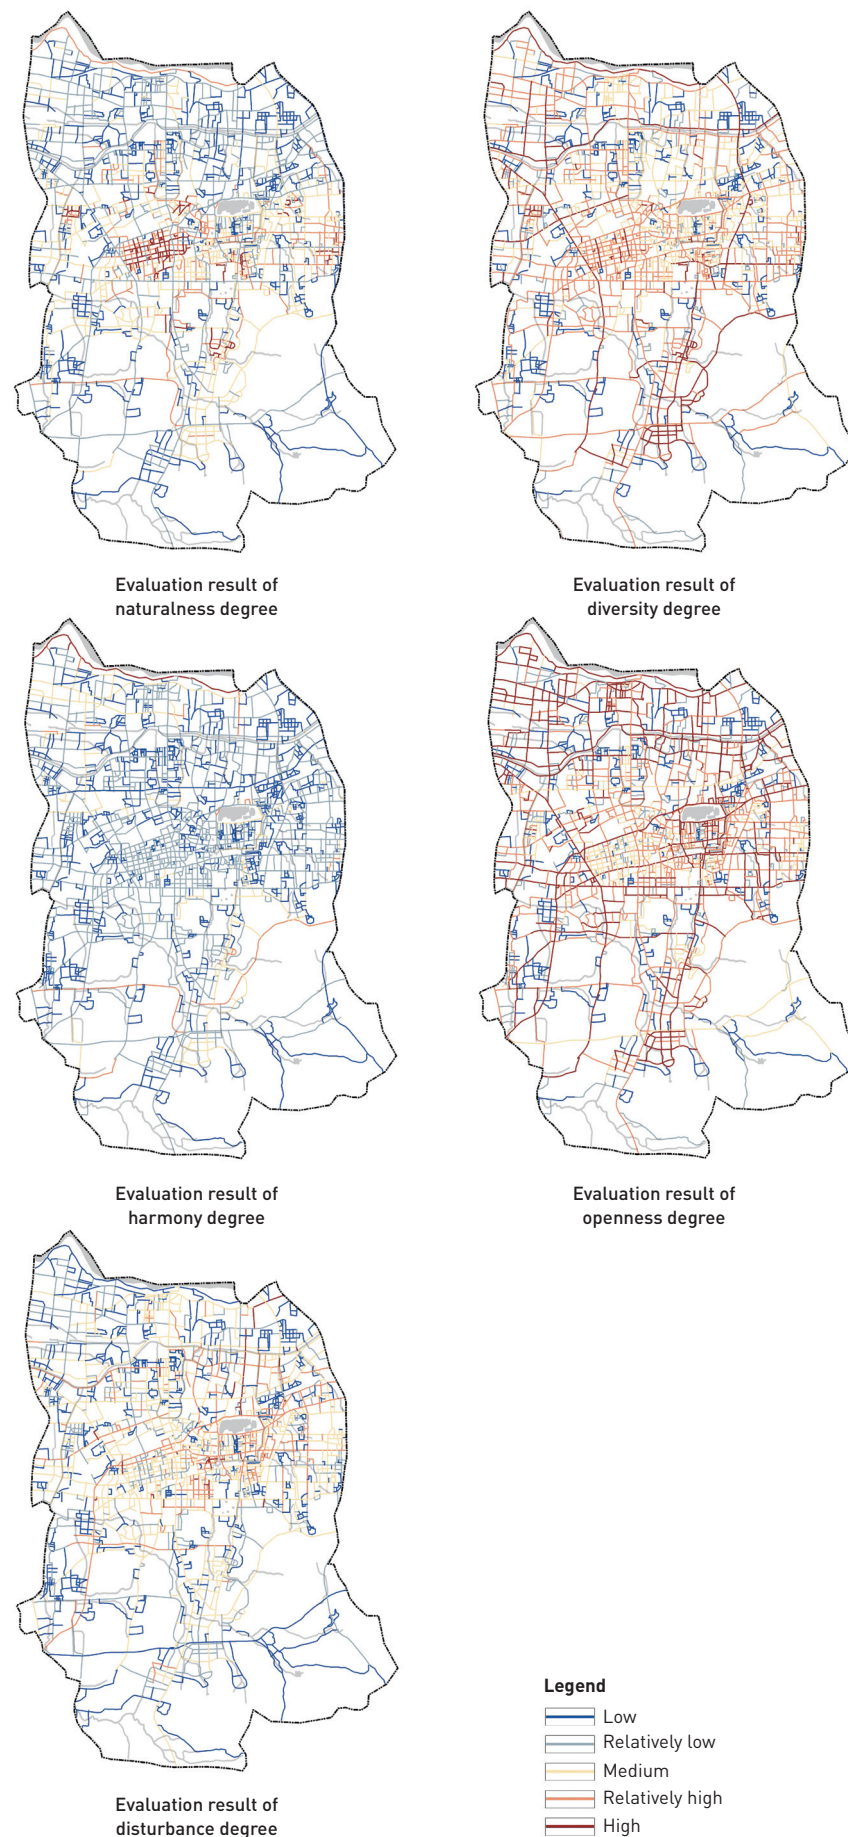 Evaluation result of
naturalness degree
Evaluation result of
diversity degree
Evaluation result of
harmony degree
Evaluation result of
openness degree
Evaluation result of
disturbance degree
Legend
Low
Relatively low
Medium
Relatively high
High